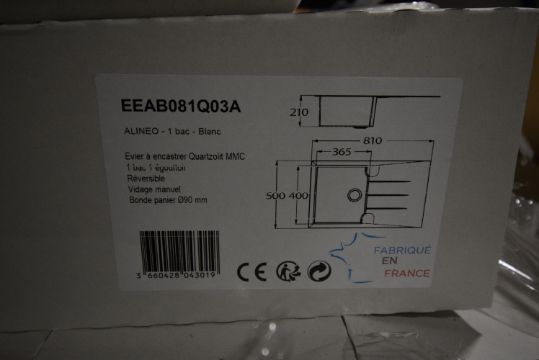 EEAB081Q03A
ALINEO - 1 bac - Blanc
Evier à encastrer Quartzolit MMC
1 bac 1 égouttoir
Réversible
Vidage manuel
Bonde panier Ø90 mm
210
810
365
500 400
3 660428 043019
CE
FABRIQUÉ
EN
FRANCE